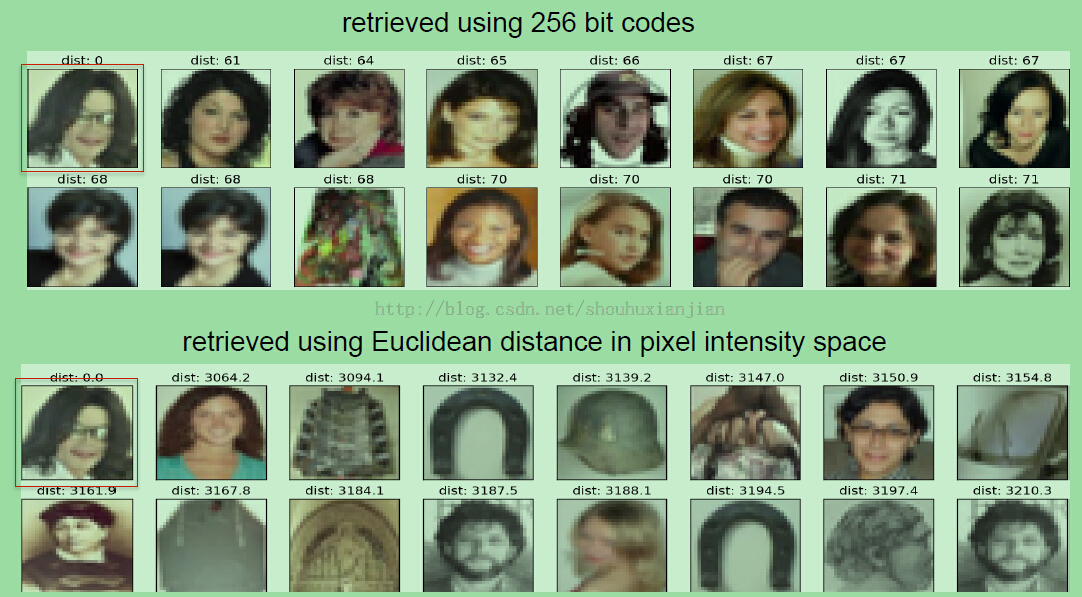 retrieved using 256 bit codes
dist: 0 dist: 61 dist: 64 dist: 65 dist: 66 dist: 67 dist: 67 dist: 67
dist: 68 dist: 68 dist: 68 dist: 70 dist: 70 dist: 70 dist: 71 dist: 71
http://blog.csdn.net/shouhuxianjian
retrieved using Euclidean distance in pixel intensity space
dist: 0.0 dist: 3064.2 dist: 3094.1 dist: 3132.4 dist: 3139.2 dist: 3147.0 dist: 3150.9 dist: 3154.8
dist: 3161.9 dist: 3167.8 dist: 3184.1 dist: 3187.5 dist: 3188.1 dist: 3194.5 dist: 3197.4 dist: 3210.3